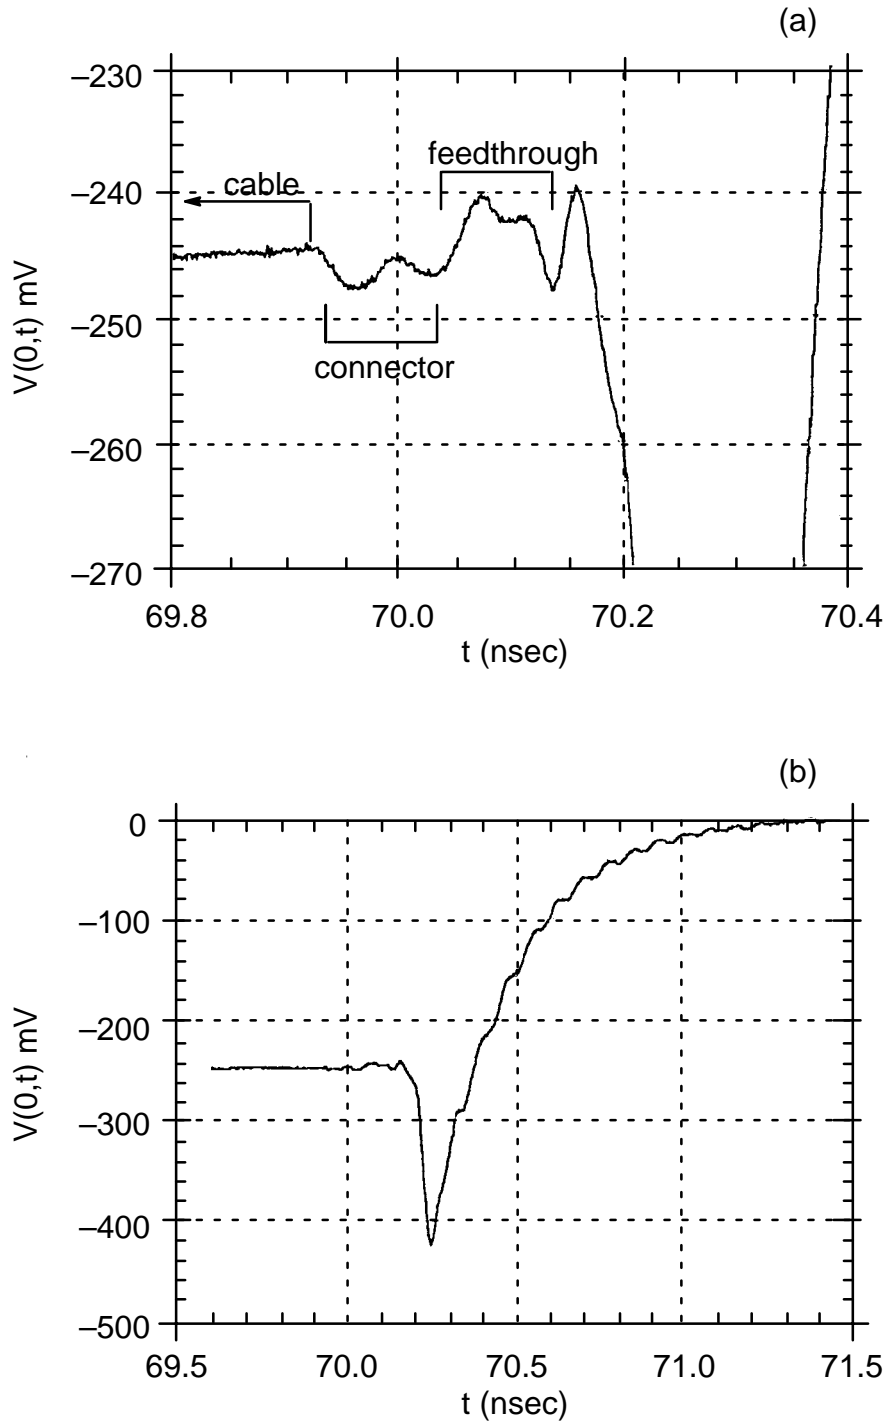 (a)
–230
–240
–250
–260
–270
V(0,t) mV
cable
feedthrough
connector
69.8 70.0 70.2 70.4
t (nsec)
(b)
0
–100
–200
–300
–400
–500
V(0,t) mV
69.5 70.0 70.5 71.0 71.5
t (nsec)